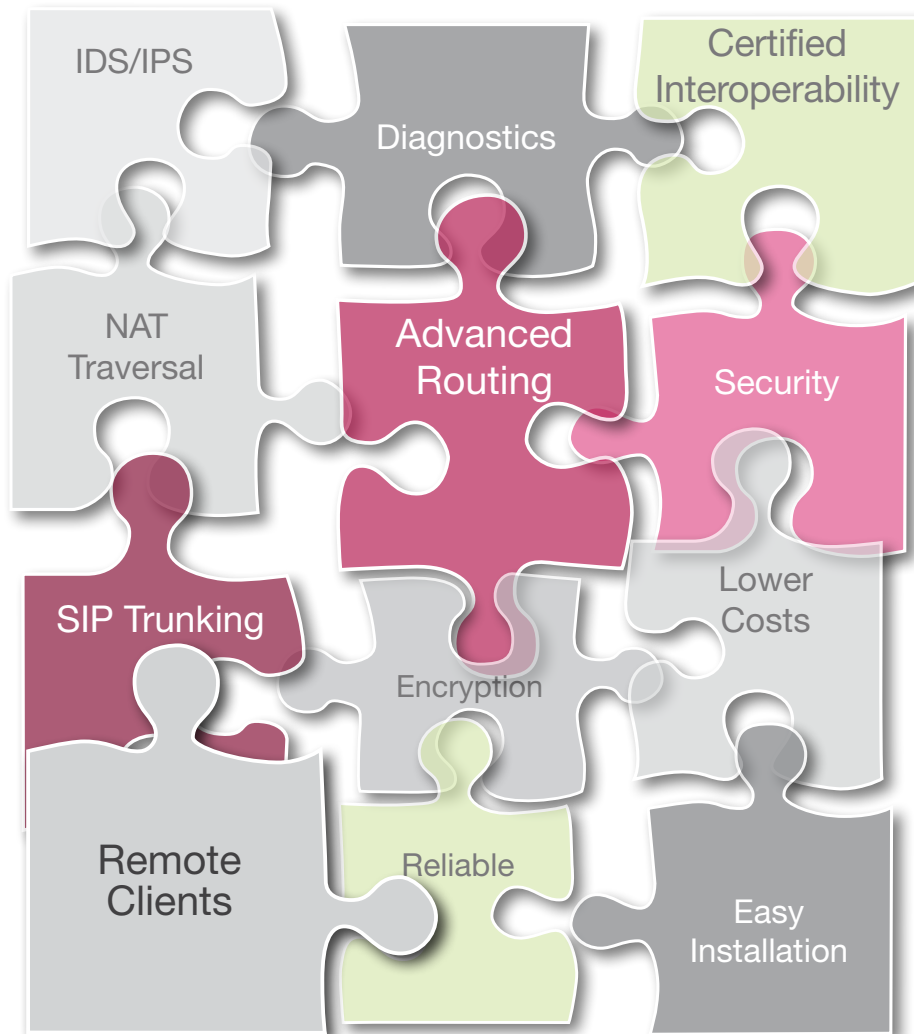 IDS/IPS
Diagnostics
Certified
Interoperability
NAT
Traversal
Advanced
Routing
Security
SIP Trunking
Encryption
Lower
Costs
Remote
Clients
Reliable
Easy
Installation